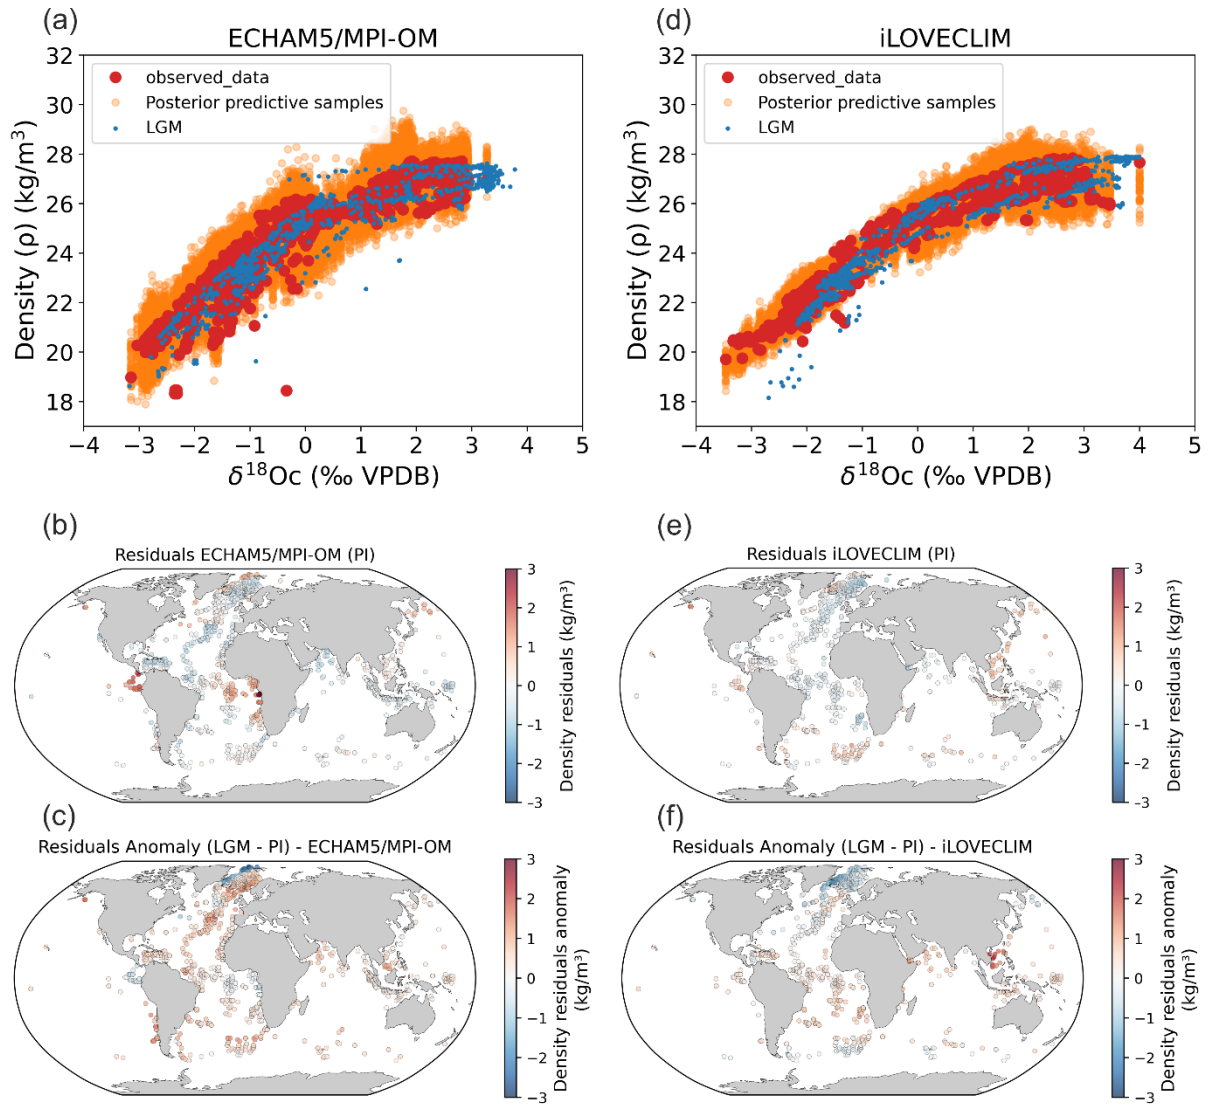 (a)
ECHAM5/MPI-OM
32
30
28
26
24
22
20
18
Density (ρ) (kg/m³)
observed_data
Posterior predictive samples
LGM
−4 −3 −2 −1 0 1 2 3 4 5
δ¹⁸Oc (‰ VPDB)
(d)
iLOVECLIM
32
30
28
26
24
22
20
18
Density (ρ) (kg/m³)
observed_data
Posterior predictive samples
LGM
−4 −3 −2 −1 0 1 2 3 4 5
δ¹⁸Oc (‰ VPDB)
(b)
Residuals ECHAM5/MPI-OM (PI)
3
2
1
0
−1
−2
−3
Density residuals (kg/m³)
(e)
Residuals iLOVECLIM (PI)
3
2
1
0
−1
−2
−3
Density residuals (kg/m³)
(c)
Residuals Anomaly (LGM - PI) - ECHAM5/MPI-OM
3
2
1
0
−1
−2
−3
Density residuals anomaly
(kg/m³)
(f)
Residuals Anomaly (LGM - PI) - iLOVECLIM
3
2
1
0
−1
−2
−3
Density residuals anomaly
(kg/m³)